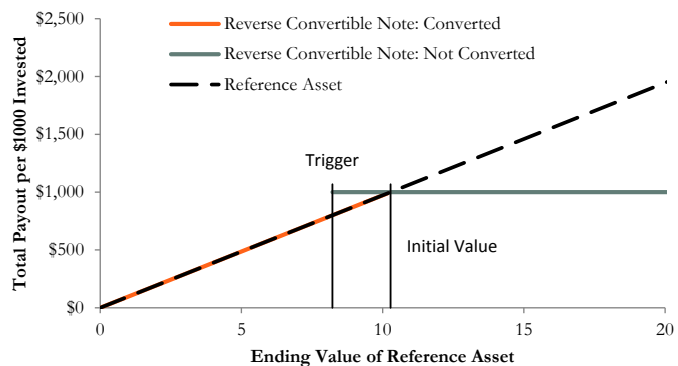 $2,500
$2,000
$1,500
$1,000
$500
$0
Total Payout per $1000 Invested
Reverse Convertible Note: Converted
Reverse Convertible Note: Not Converted
Reference Asset
Trigger
Initial Value
0 5 10 15 20
Ending Value of Reference Asset